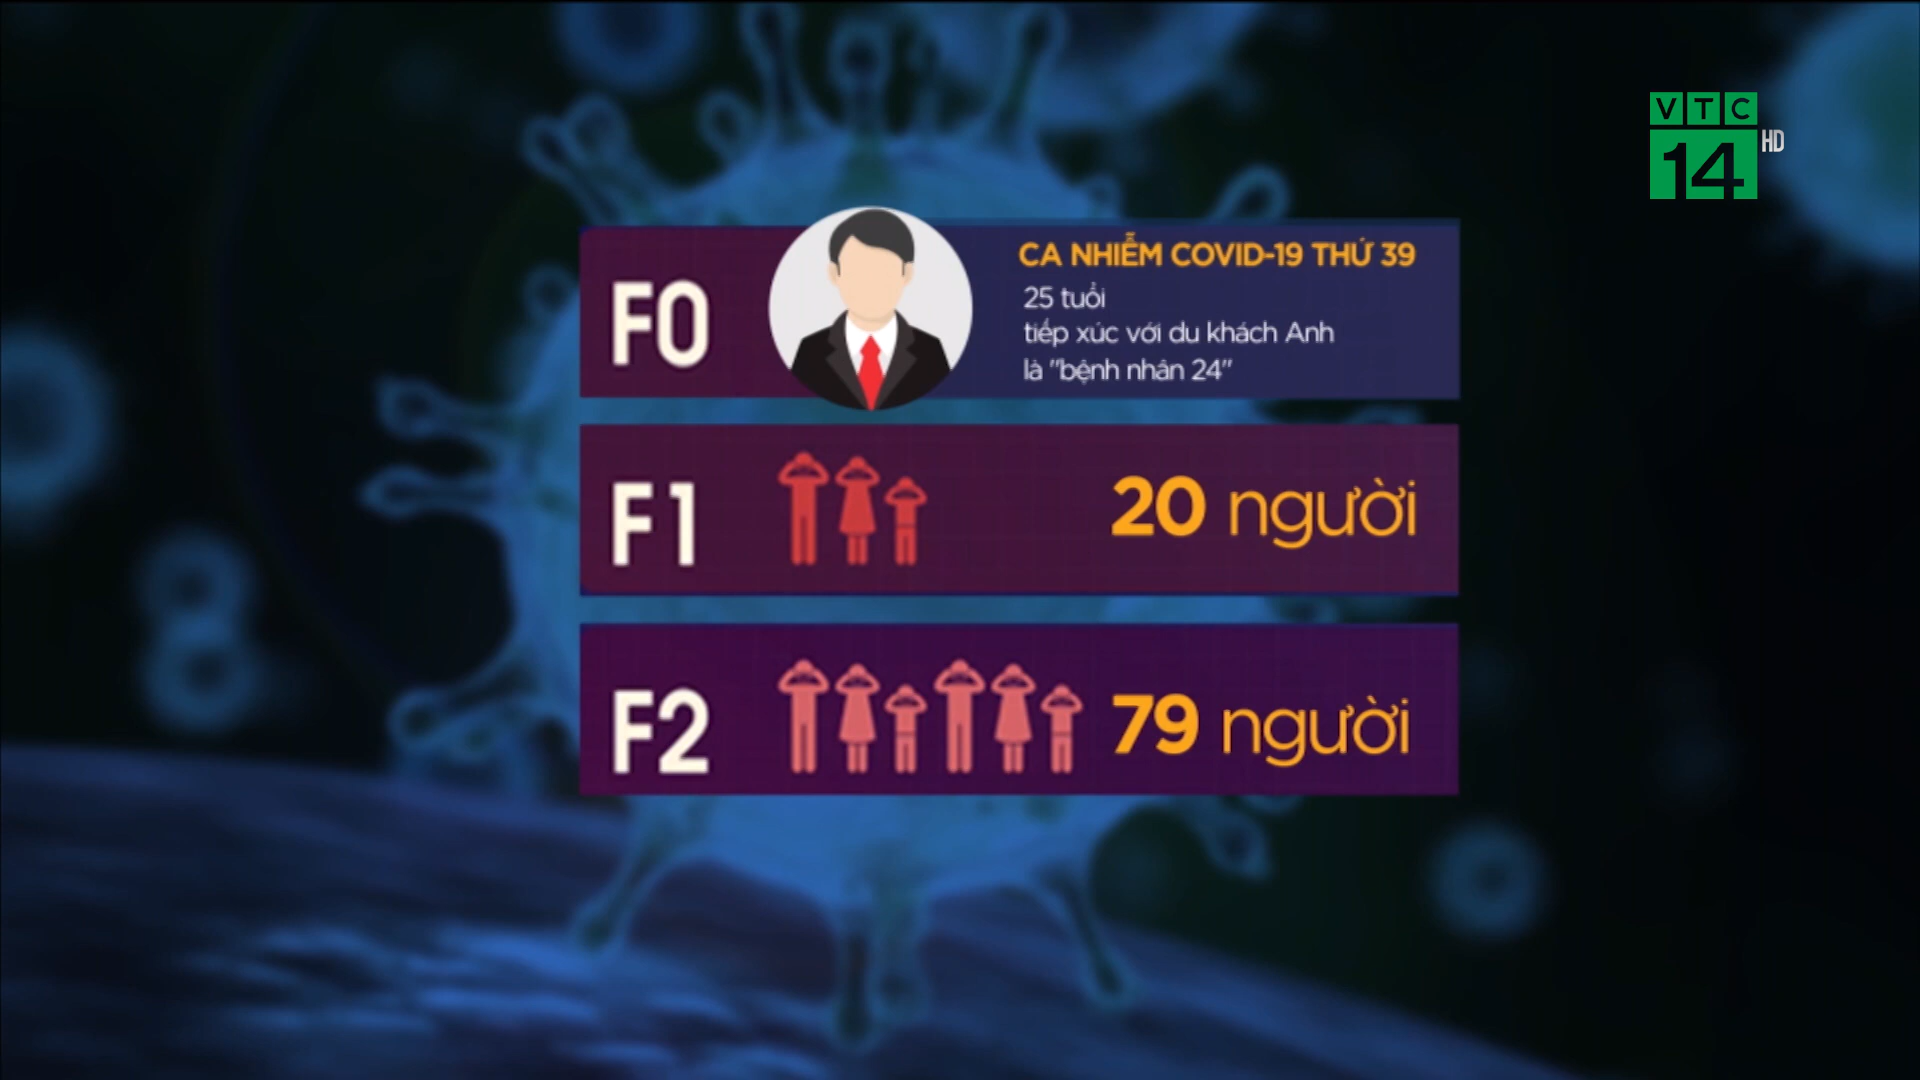 VTC
14 HD
F0
CA NHIỄM COVID-19 THỨ 39
25 tuổi
tiếp xúc với du khách Anh
là "bệnh nhân 24"
F1
20 người
F2
79 người